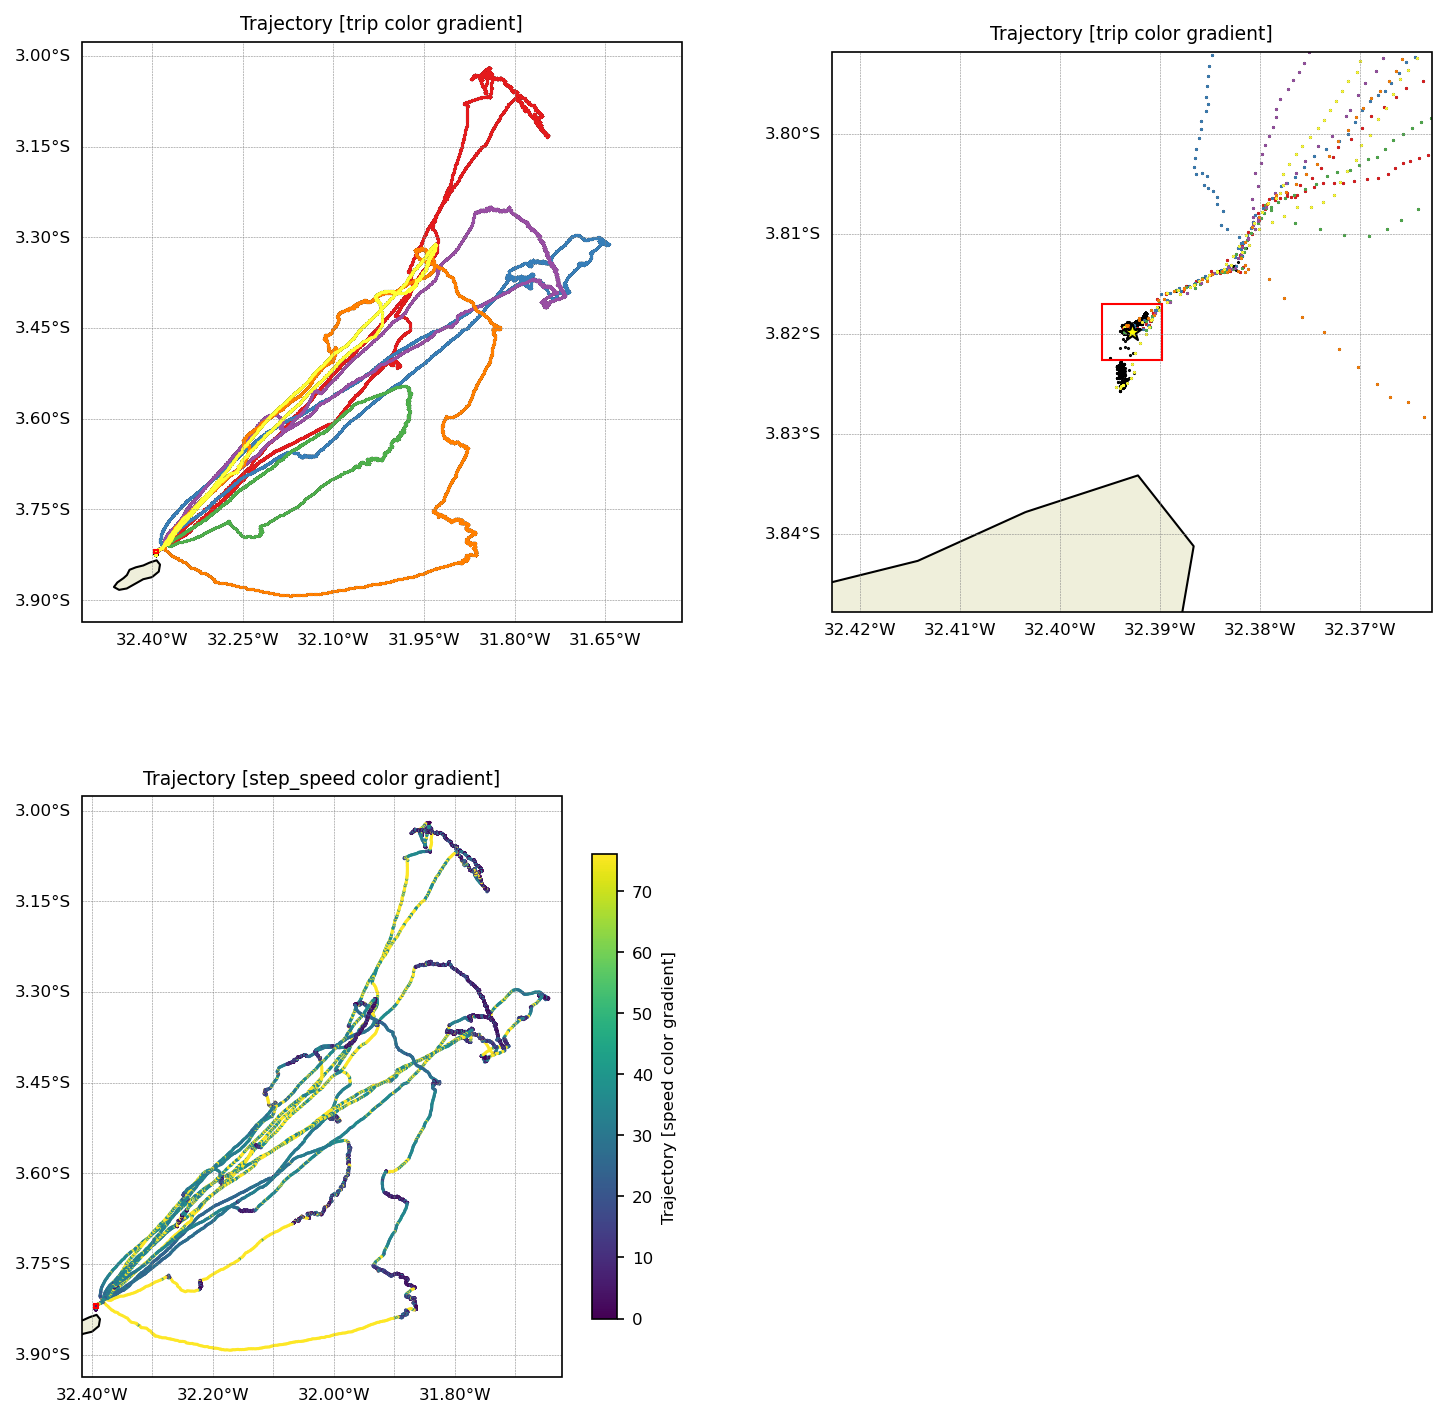 Trajectory [trip color gradient]
3.00°S
3.15°S
3.30°S
3.45°S
3.60°S
3.75°S
3.90°S
32.40°W 32.25°W 32.10°W 31.95°W 31.80°W 31.65°W
Trajectory [trip color gradient]
3.80°S
3.81°S
3.82°S
3.83°S
3.84°S
32.42°W 32.41°W 32.40°W 32.39°W 32.38°W 32.37°W
Trajectory [step_speed color gradient]
3.00°S
3.15°S
3.30°S
3.45°S
3.60°S
3.75°S
3.90°S
32.40°W 32.20°W 32.00°W 31.80°W
70
60
50
40
30
20
10
0
Trajectory [speed color gradient]